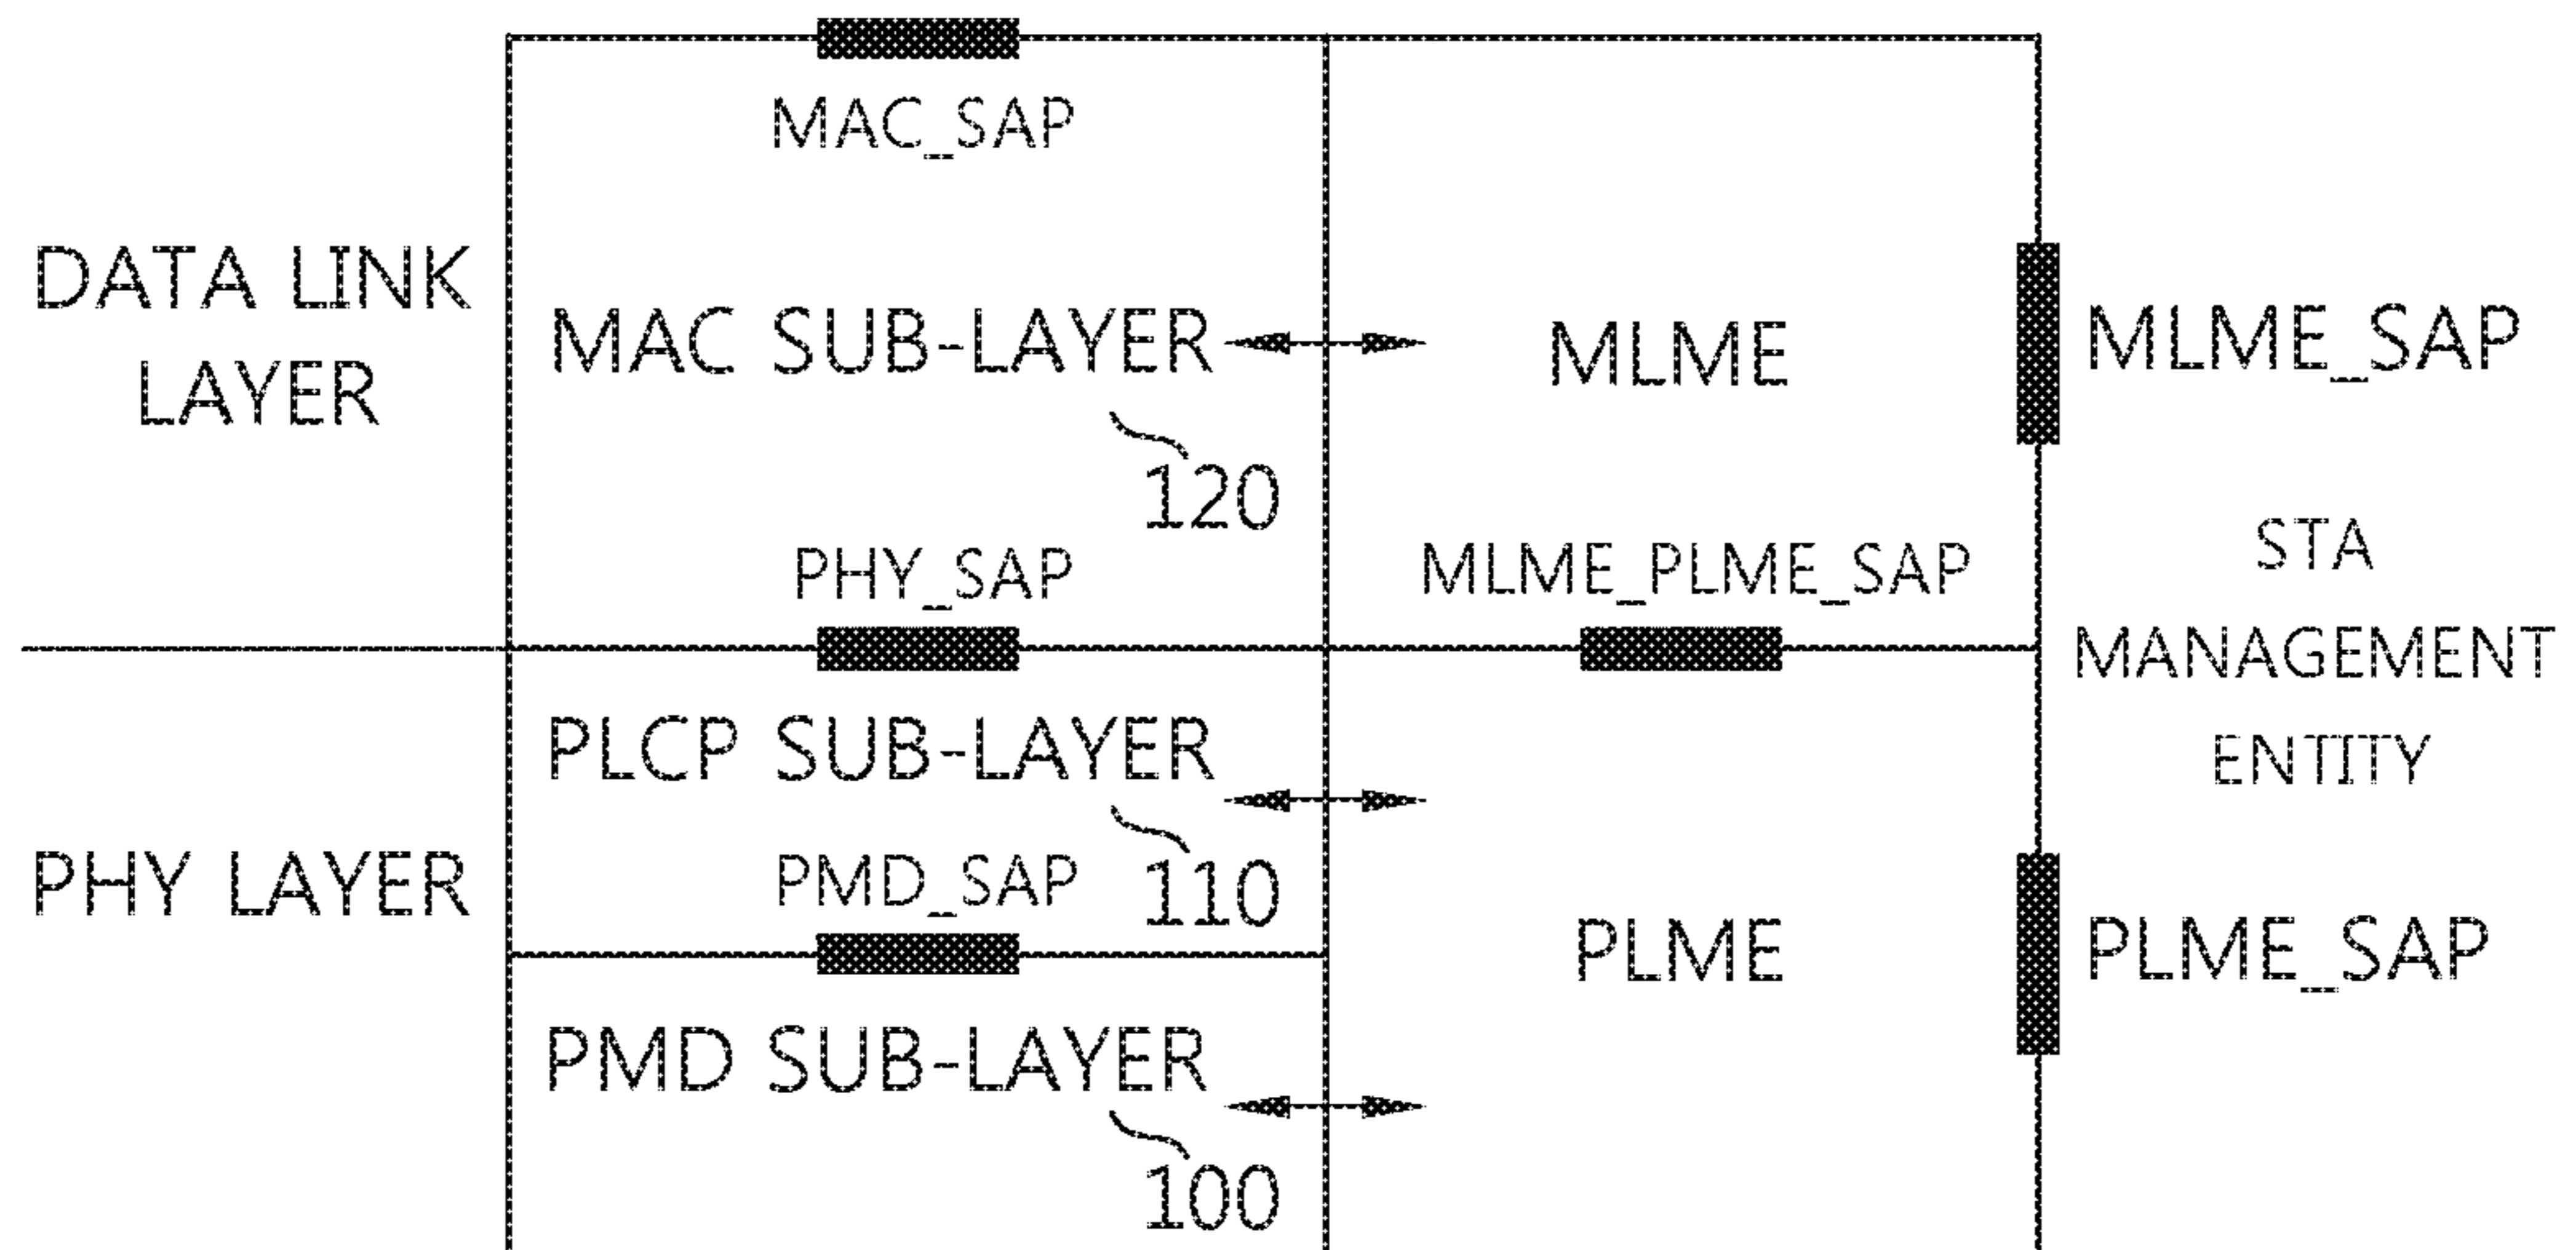 MAC_SAP
DATA LINK
LAYER
MAC SUB-LAYER
120
MLME
MLME_SAP
PHY_SAP
MLME_PLME_SAP
STA
MANAGEMENT
ENTITY
PHY LAYER
PLCP SUB-LAYER
110
PMD_SAP
PLME
PLME_SAP
PMD SUB-LAYER
100